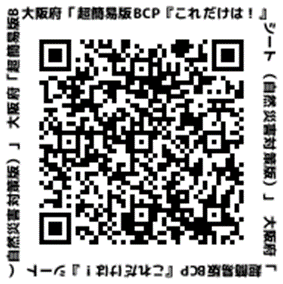 大阪府「超簡易版BCP『これだけは！』
シート（自然災害対策版）」 大阪府「
超簡易版BCP『これだけは！』シート
（自然災害対策版）」 大阪府「超簡易版B